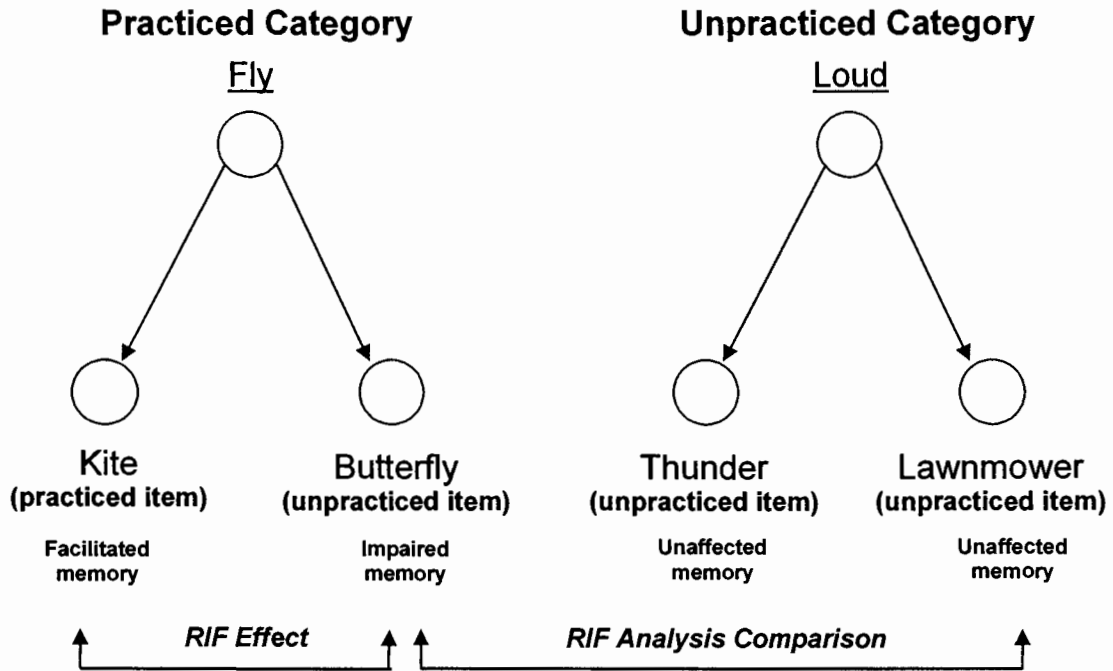 Practiced Category
Unpracticed Category
Fly
Loud
Kite
(practiced item)
Butterfly
(unpracticed item)
Thunder
(unpracticed item)
Lawnmower
(unpracticed item)
Facilitated
memory
Impaired
memory
Unaffected
memory
Unaffected
memory
RIF Effect
RIF Analysis Comparison